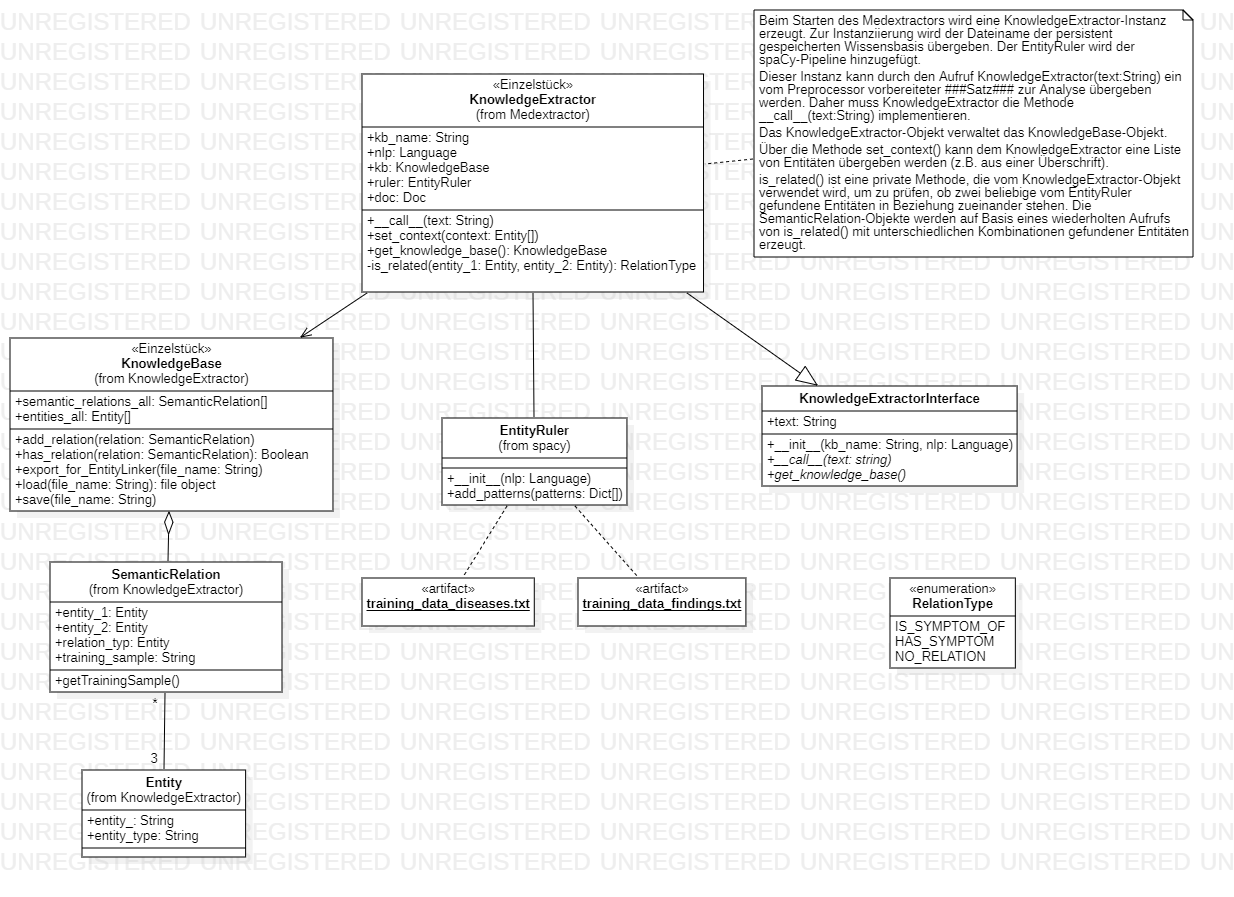 «Einzelstück»
KnowledgeExtractor
(from Medextractor)
+kb_name: String
+nlp: Language
+kb: KnowledgeBase
+ruler: EntityRuler
+doc: Doc
+__call__(text: String)
+set_context(context: Entity[])
+get_knowledge_base(): KnowledgeBase
-is_related(entity_1: Entity, entity_2: Entity): RelationType
Beim Starten des Medextractors wird eine KnowledgeExtractor-Instanz
erzeugt. Zur Instanziierung wird der Dateiname der persistent
gespeicherten Wissensbasis übergeben. Der EntityRuler wird der
spaCy-Pipeline hinzugefügt.
Dieser Instanz kann durch den Aufruf KnowledgeExtractor(text:String) ein
vom Preprocessor vorbereiteter ###Satz### zur Analyse übergeben
werden. Daher muss KnowledgeExtractor die Methode
__call__(text:String) implementieren.
Das KnowledgeExtractor-Objekt verwaltet das KnowledgeBase-Objekt.
Über die Methode set_context() kann dem KnowledgeExtractor eine Liste
von Entitäten übergeben werden (z.B. aus einer Überschrift).
is_related() ist eine private Methode, die vom KnowledgeExtractor-Objekt
verwendet wird, um zu prüfen, ob zwei beliebige vom EntityRuler
gefundene Entitäten in Beziehung zueinander stehen. Die
SemanticRelation-Objekte werden auf Basis eines wiederholten Aufrufs
von is_related() mit unterschiedlichen Kombinationen gefundener Entitäten
erzeugt.
«Einzelstück»
KnowledgeBase
(from KnowledgeExtractor)
+semantic_relations_all: SemanticRelation[]
+entities_all: Entity[]
+add_relation(relation: SemanticRelation)
+has_relation(relation: SemanticRelation): Boolean
+export_for_EntityLinker(file_name: String)
+load(file_name: String): file object
+save(file_name: String)
EntityRuler
(from spacy)
+__init__(nlp: Language)
+add_patterns(patterns: Dict[])
KnowledgeExtractorInterface
+text: String
+__init__(kb_name: String, nlp: Language)
+__call__(text: string)
+get_knowledge_base()
SemanticRelation
(from KnowledgeExtractor)
+entity_1: Entity
+entity_2: Entity
+relation_typ: Entity
+training_sample: String
+getTrainingSample()
«artifact»
training_data_diseases.txt
«artifact»
training_data_findings.txt
«enumeration»
RelationType
IS_SYMPTOM_OF
HAS_SYMPTOM
NO_RELATION
*
3
Entity
(from KnowledgeExtractor)
+entity_: String
+entity_type: String
UNREGISTERED